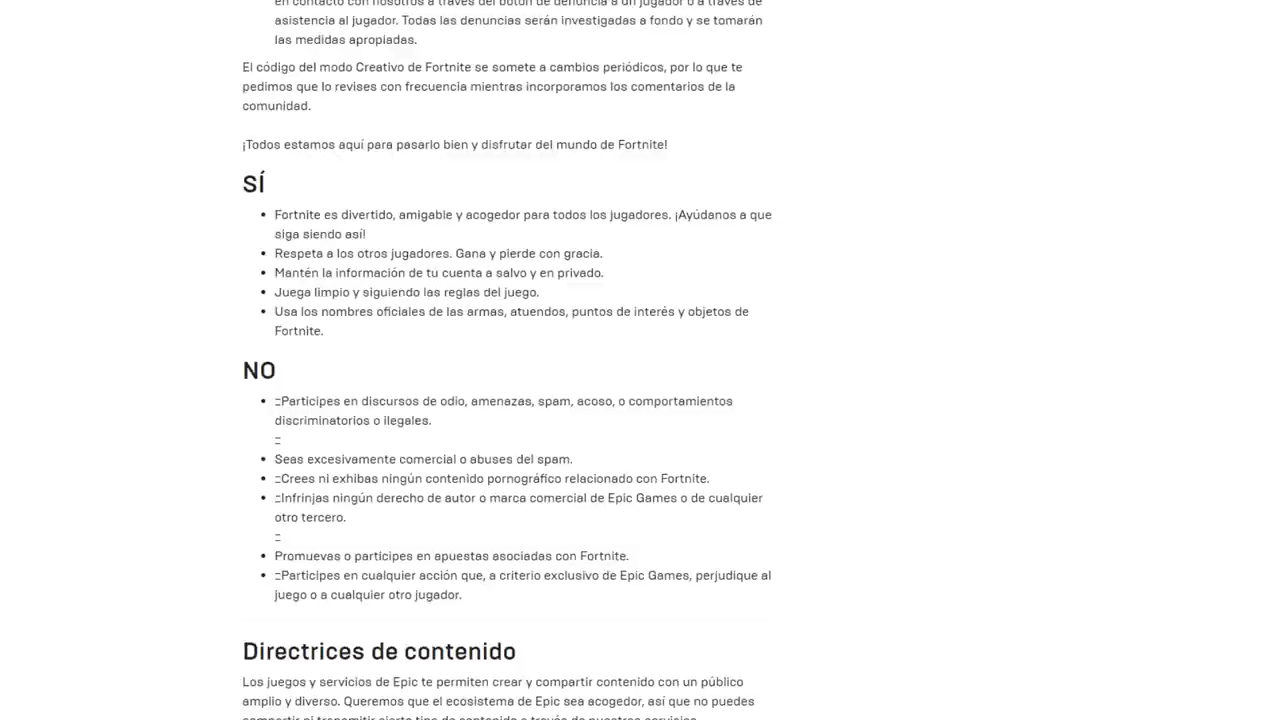 en contacto con nosotros a través del botón de denuncia a un jugador o a través de
asistencia al jugador. Todas las denuncias serán investigadas a fondo y se tomarán
las medidas apropiadas.
El código del modo Creativo de Fortnite se somete a cambios periódicos, por lo que te
pedimos que lo revises con frecuencia mientras incorporamos los comentarios de la
comunidad.
¡Todos estamos aquí para pasarlo bien y disfrutar del mundo de Fortnite!
SÍ
• Fortnite es divertido, amigable y acogedor para todos los jugadores. ¡Ayúdanos a que
siga siendo así!
• Respeta a los otros jugadores. Gana y pierde con gracia.
• Mantén la información de tu cuenta a salvo y en privado.
• Juega limpio y siguiendo las reglas del juego.
• Usa los nombres oficiales de las armas, atuendos, puntos de interés y objetos de
Fortnite.
NO
• Participes en discursos de odio, amenazas, spam, acoso, o comportamientos
discriminatorios o ilegales.
• Seas excesivamente comercial o abuses del spam.
• Crees ni exhibas ningún contenido pornográfico relacionado con Fortnite.
• Infrinjas ningún derecho de autor o marca comercial de Epic Games o de cualquier
otro tercero.
• Promuevas o participes en apuestas asociadas con Fortnite.
• Participes en cualquier acción que, a criterio exclusivo de Epic Games, perjudique al
juego o a cualquier otro jugador.
Directrices de contenido
Los juegos y servicios de Epic te permiten crear y compartir contenido con un público
amplio y diverso. Queremos que el ecosistema de Epic sea acogedor, así que no puedes
compartir ni transmitir cierto tipo de contenido a través de nuestros servicios.